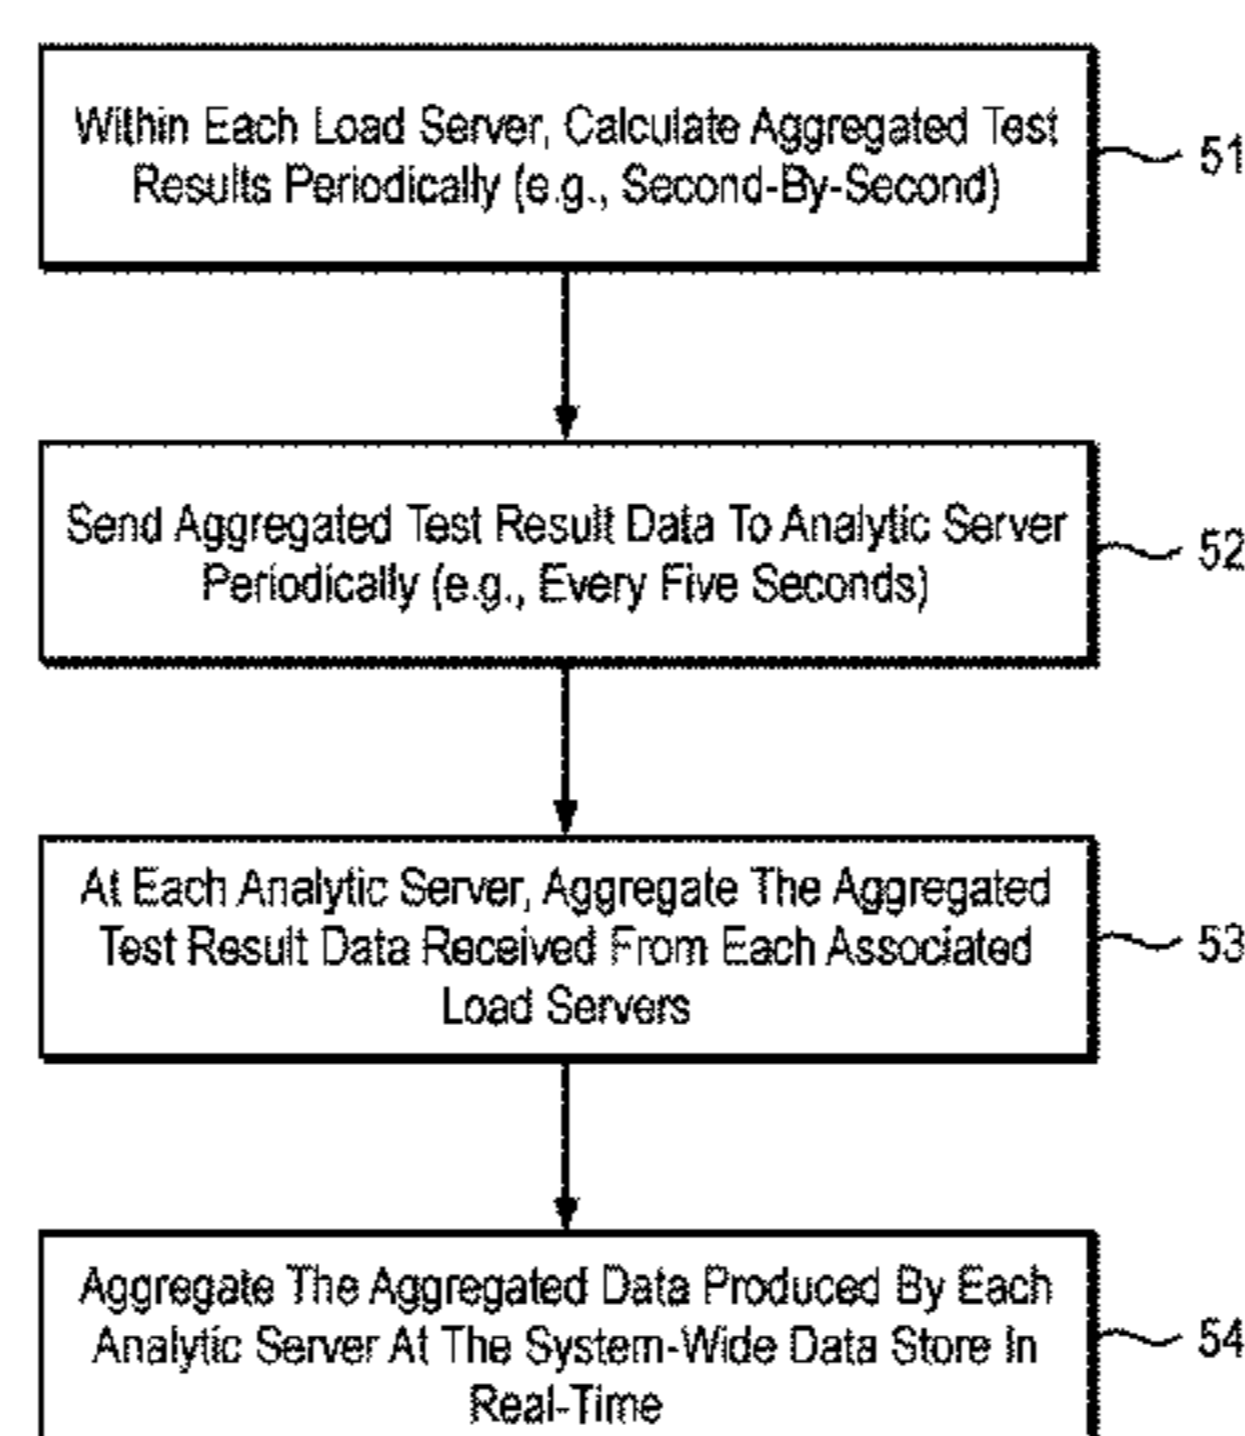 Within Each Load Server, Calculate Aggregated Test
Results Periodically (e.g., Second-By-Second)
51
Send Aggregated Test Result Data To Analytic Server
Periodically (e.g., Every Five Seconds)
52
At Each Analytic Server, Aggregate The Aggregated
Test Result Data Received From Each Associated
Load Servers
53
Aggregate The Aggregated Data Produced By Each
Analytic Server At The System-Wide Data Store In
Real-Time
54